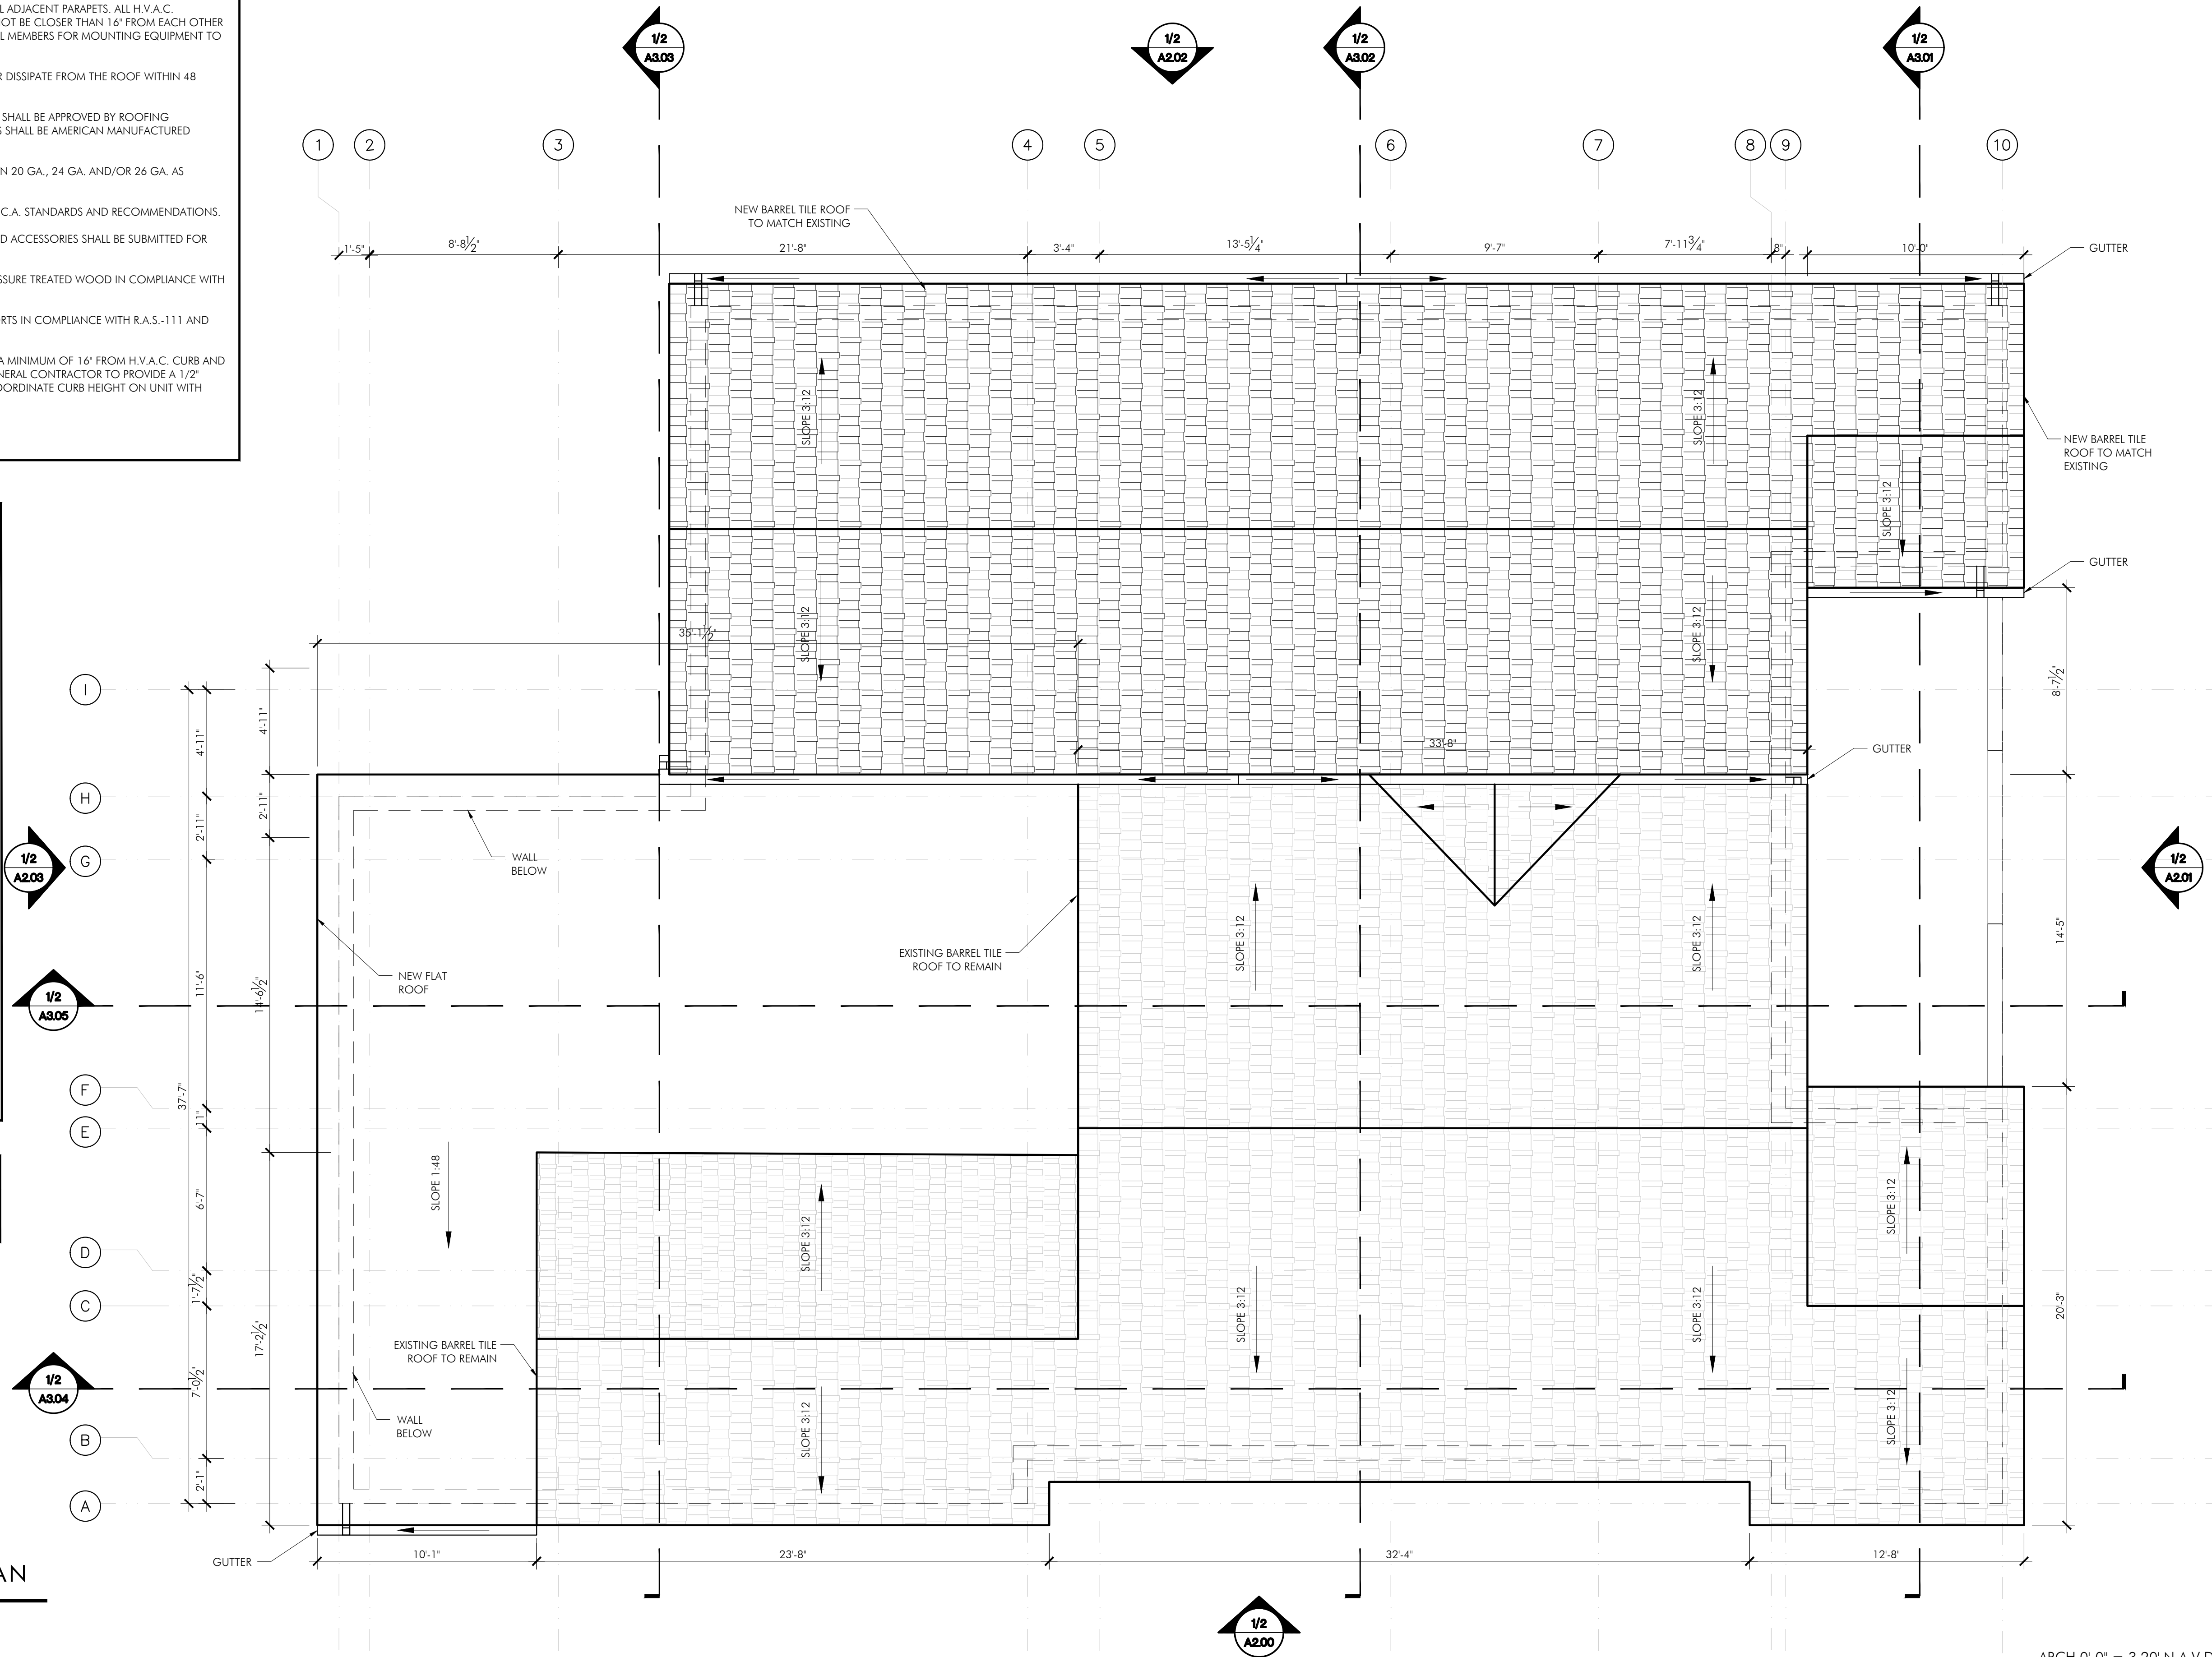 L ADJACENT PARAPETS. ALL H.V.A.C.
OT BE CLOSER THAN 16" FROM EACH OTHER
L MEMBERS FOR MOUNTING EQUIPMENT TO
R DISSIPATE FROM THE ROOF WITHIN 48
SHALL BE APPROVED BY ROOFING
G SHALL BE AMERICAN MANUFACTURED
N 20 GA., 24 GA. AND/OR 26 GA. AS
C.A. STANDARDS AND RECOMMENDATIONS.
D ACCESSORIES SHALL BE SUBMITTED FOR
SSURE TREATED WOOD IN COMPLIANCE WITH
RTS IN COMPLIANCE WITH R.A.S.-111 AND
A MINIMUM OF 16" FROM H.V.A.C. CURB AND
NERAL CONTRACTOR TO PROVIDE A 1/2"
OORDINATE CURB HEIGHT ON UNIT WITH
1/2
A3.03
1/2
A2.02
1/2
A3.02
1/2
A3.01
1
2
3
4
5
6
7
8
9
10
NEW BARREL TILE ROOF
TO MATCH EXISTING
1'-5"
8'-8 1/2"
21'-8"
3'-4"
13'-5 1/4"
9'-7"
7'-11 3/4"
8"
10'-0"
GUTTER
SLOPE 3:12
SLOPE 3:12
NEW BARREL TILE
ROOF TO MATCH
EXISTING
SLOPE 3:12
GUTTER
SLOPE 3:12
SLOPE 3:12
35'-1 1/2"
8'-7 1/2"
I
4'-11"
4'-11"
33'-8"
GUTTER
H
2'-11"
2'-11"
WALL
BELOW
1/2
A2.03
G
1/2
A2.01
EXISTING BARREL TILE
ROOF TO REMAIN
SLOPE 3:12
SLOPE 3:12
14'-5"
NEW FLAT
ROOF
11'-6"
14'-6 1/2"
1/2
A3.05
F
37'-7"
11"
E
SLOPE 1:48
6'-7"
SLOPE 3:12
SLOPE 3:12
D
1'-7 1/2"
C
17'-2 1/2"
SLOPE 3:12
SLOPE 3:12
20'-3"
EXISTING BARREL TILE
ROOF TO REMAIN
1/2
A3.04
7'-0 1/2"
WALL
BELOW
SLOPE 3:12
SLOPE 3:12
B
2'-1"
A
GUTTER
10'-1"
23'-8"
32'-4"
12'-8"
AN
1/2
A2.00
ARCH 0'-0" = 3.20' N.A.V.D